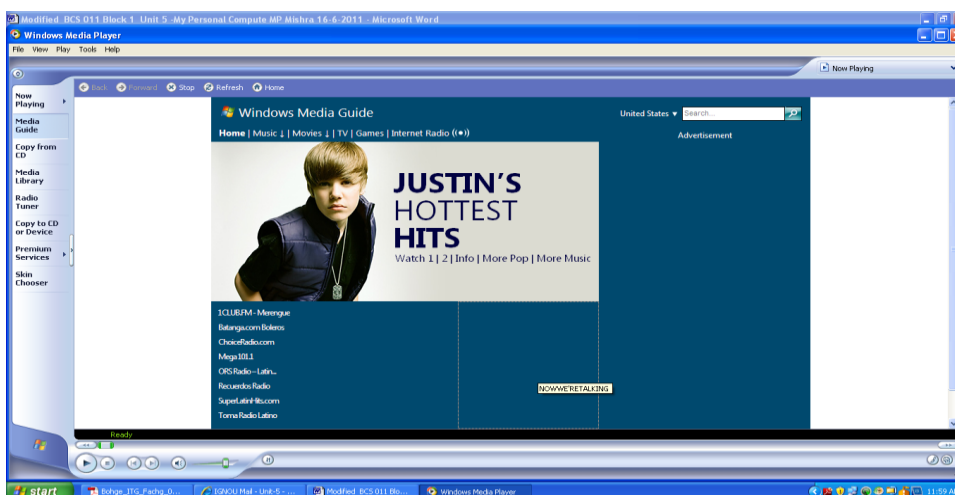 Modified BCS 011 Block 1 Unit 5 -My Personal Compute MP Mishra 16-6-2011 - Microsoft Word
Windows Media Player
File View Play Tools Help
Now Playing
Back Forward Stop Refresh Home
Now Playing
Media Guide
Copy from CD
Media Library
Radio Tuner
Copy to CD or Device
Premium Services
Skin Chooser
Windows Media Guide
United States Search...
Home | Music ↓ | Movies ↓ | TV | Games | Internet Radio ((●))
Advertisement
JUSTIN'S
HOTTEST
HITS
Watch 1 | 2 | Info | More Pop | More Music
1CLUB.FM - Merengue
Batanga.com Boleros
ChoiceRadio.com
Mega 101.1
ORS Radio – Latin...
Recuerdos Radio
SuperLatinHits.com
Toma Radio Latino
NOWWE'RETALKING
Ready
start Bohge_ITG_Pachg_0... IGNOU Mail - Unit-5 - ... Modified BCS 011 Blo... Windows Media Player 11:59 A